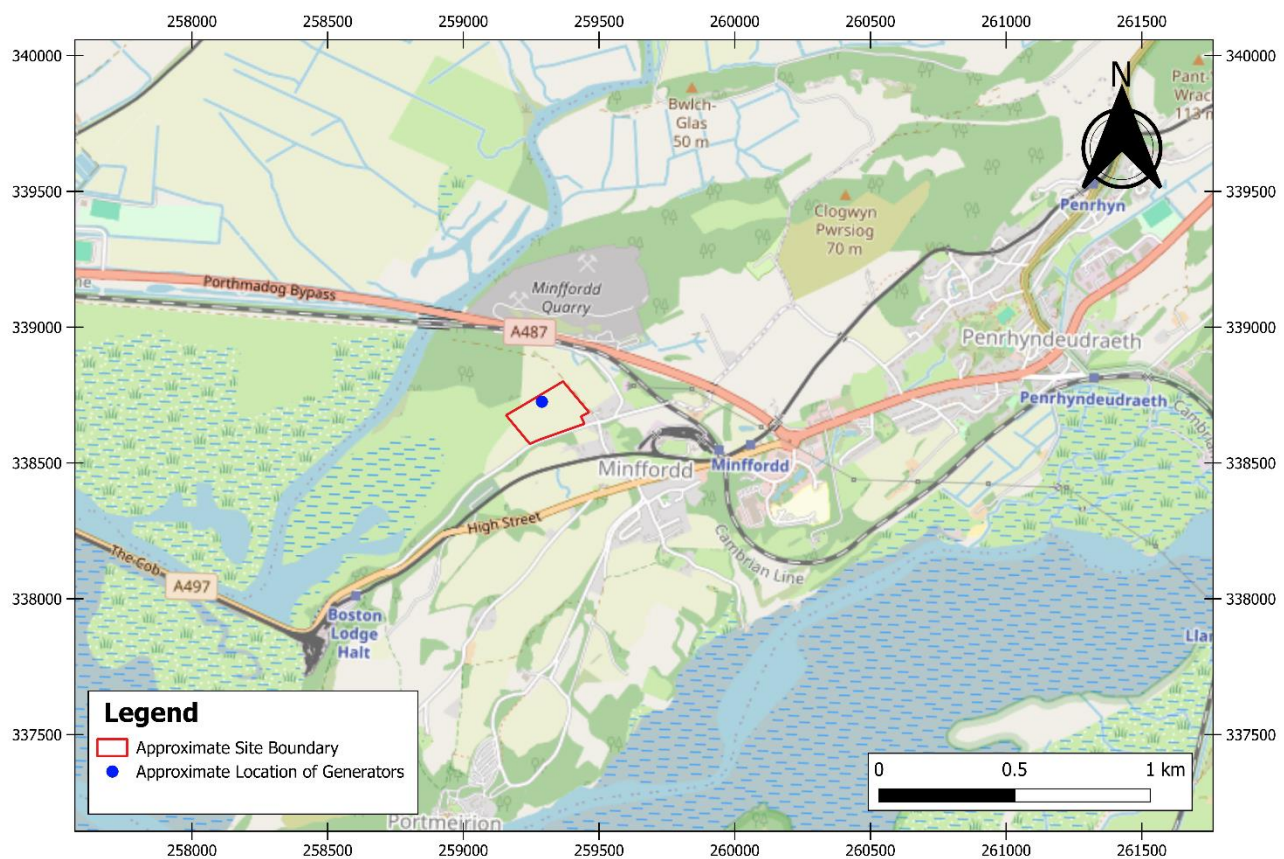 258000 258500 259000 259500 260000 260500 261000 261500
340000
340000
N
Pant-
Wrac
113 m
Bwlch-
Glas
50 m
339500
339500
Penrhyn
Clogwyn
Pwrsiog
70 m
Porthmadog Bypass
Minffordd
Quarry
339000
339000
A487
Penrhyndeudraeth
Penrhyndeudraeth
Cambrian
338500
338500
Minffordd
Minffordd
High Street
Cambrian Line
The Cob
A497
338000
338000
Boston
Lodge
Halt
Llan
Legend
Approximate Site Boundary
Approximate Location of Generators
337500
337500
0 0.5 1 km
Portmeirion
258000 258500 259000 259500 260000 260500 261000 261500